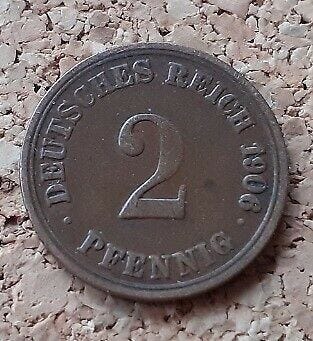 DEUTSCHES REICH 1906
2
· PFENNIG ·